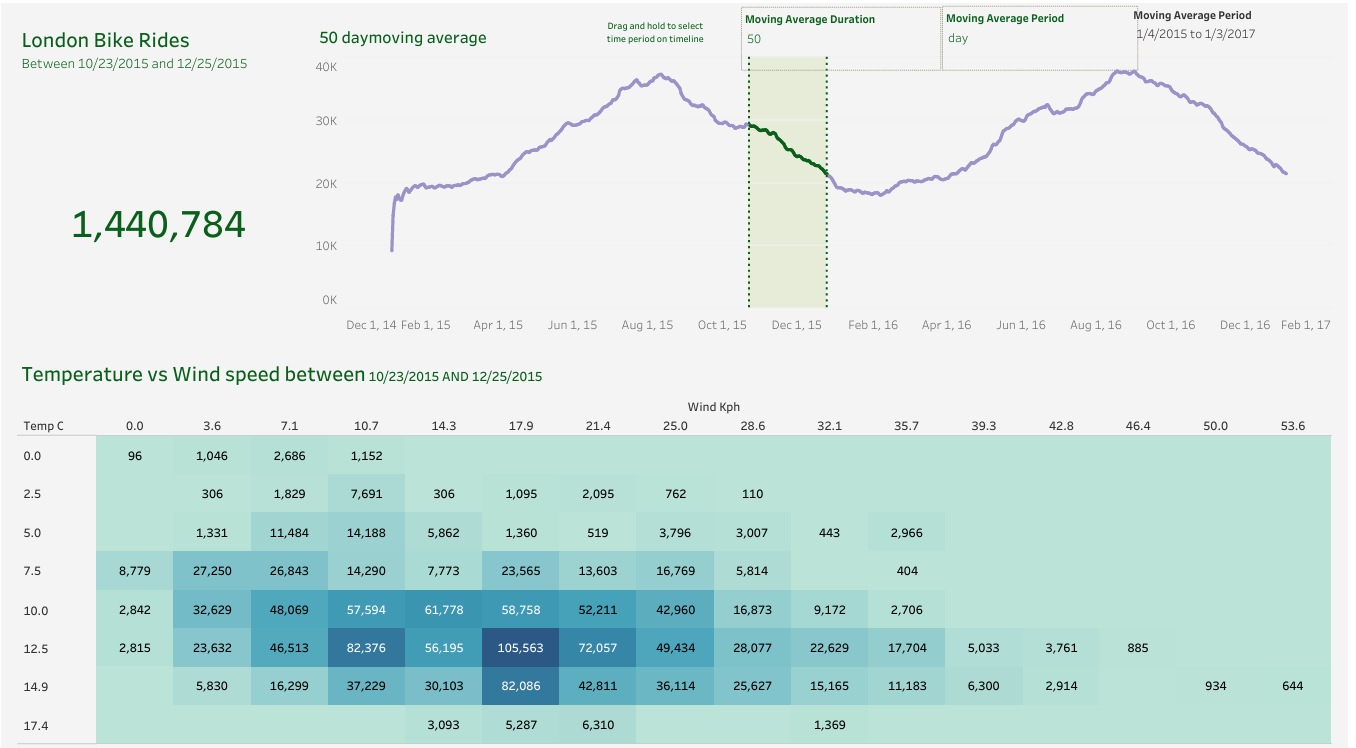 London Bike Rides
Between 10/23/2015 and 12/25/2015
1,440,784
50 daymoving average
Drag and hold to select
time period on timeline
Moving Average Duration
50
Moving Average Period
day
Moving Average Period
1/4/2015 to 1/3/2017
40K
30K
20K
10K
0K
Dec 1, 14 Feb 1, 15 Apr 1, 15 Jun 1, 15 Aug 1, 15 Oct 1, 15 Dec 1, 15 Feb 1, 16 Apr 1, 16 Jun 1, 16 Aug 1, 16 Oct 1, 16 Dec 1, 16 Feb 1, 17
Temperature vs Wind speed between 10/23/2015 AND 12/25/2015
Wind Kph
Temp C 0.0 3.6 7.1 10.7 14.3 17.9 21.4 25.0 28.6 32.1 35.7 39.3 42.8 46.4 50.0 53.6
0.0 96 1,046 2,686 1,152
2.5 306 1,829 7,691 306 1,095 2,095 762 110
5.0 1,331 11,484 14,188 5,862 1,360 519 3,796 3,007 443 2,966
7.5 8,779 27,250 26,843 14,290 7,773 23,565 13,603 16,769 5,814 404
10.0 2,842 32,629 48,069 57,594 61,778 58,758 52,211 42,960 16,873 9,172 2,706
12.5 2,815 23,632 46,513 82,376 56,195 105,563 72,057 49,434 28,077 22,629 17,704 5,033 3,761 885
14.9 5,830 16,299 37,229 30,103 82,086 42,811 36,114 25,627 15,165 11,183 6,300 2,914 934 644
17.4 3,093 5,287 6,310 1,369